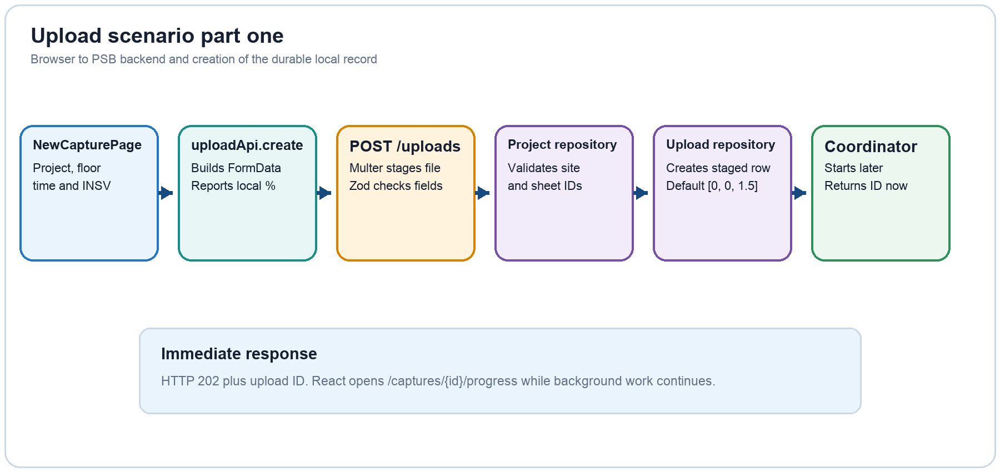 Upload scenario part one
Browser to PSB backend and creation of the durable local record
NewCapturePage
Project, floor
time and INSV
uploadApi.create
Builds FormData
Reports local %
POST /uploads
Multer stages file
Zod checks fields
Project repository
Validates site
and sheet IDs
Upload repository
Creates staged row
Default [0, 0, 1.5]
Coordinator
Starts later
Returns ID now
Immediate response
HTTP 202 plus upload ID. React opens /captures/{id}/progress while background work continues.